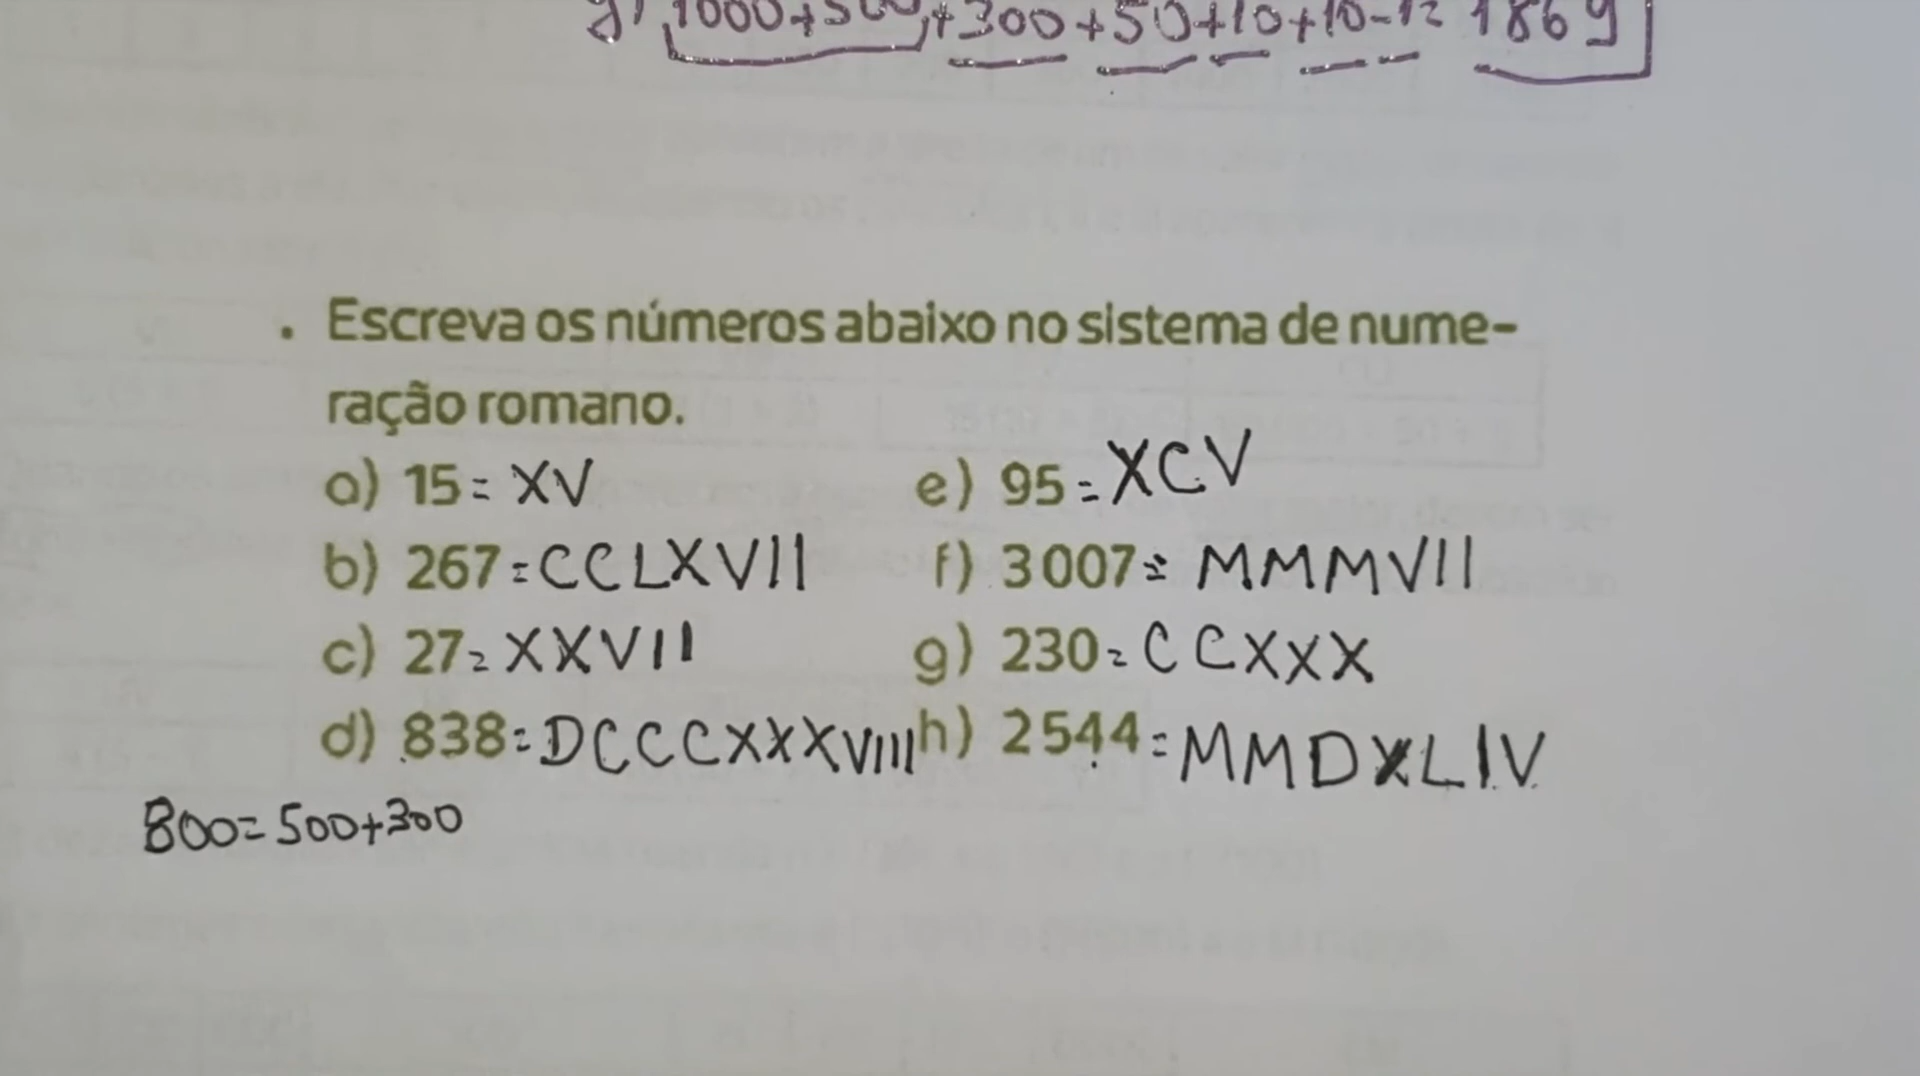 g) 1000+500+300+50+10+10-1= 1869
. Escreva os números abaixo no sistema de nume-
ração romano.
a) 15= XV
e) 95=XCV
b) 267=CCLXVII
f) 3007= MMMVII
c) 27= XXVII
g) 230= CCXXX
d) 838=DCCCXXXVIII
h) 2544=MMDXLIV
800=500+300